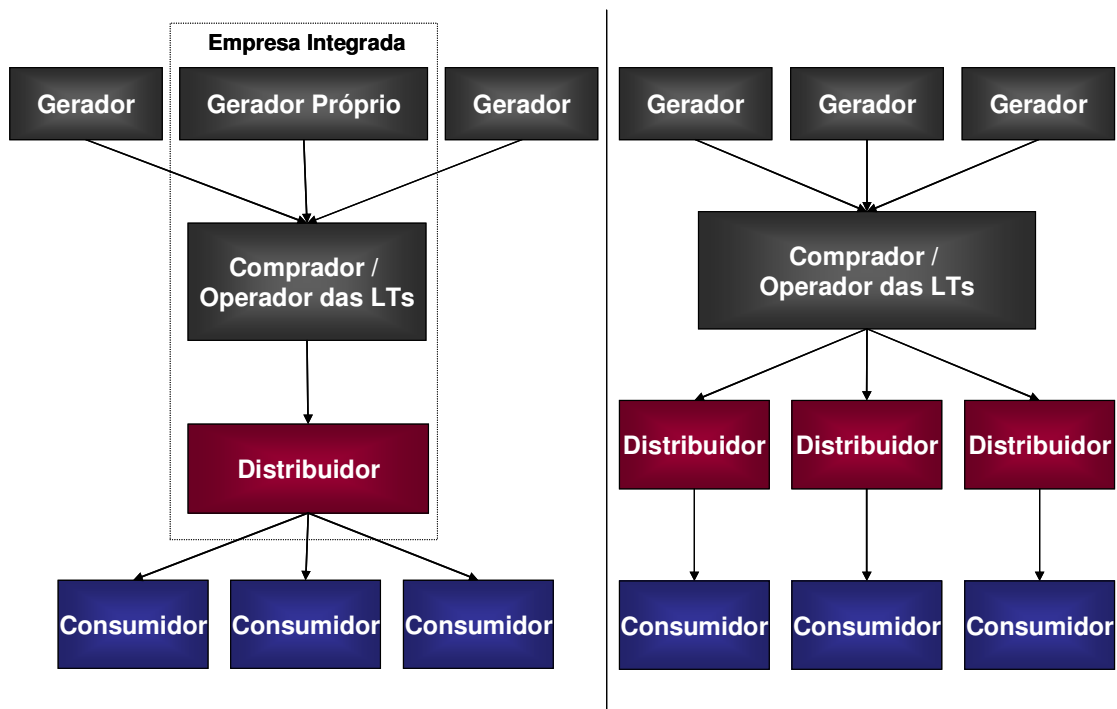 Empresa Integrada
Gerador
Gerador Próprio
Gerador
Comprador /
Operador das LTs
Distribuidor
Consumidor
Consumidor
Consumidor
Gerador
Gerador
Gerador
Comprador /
Operador das LTs
Distribuidor
Distribuidor
Distribuidor
Consumidor
Consumidor
Consumidor